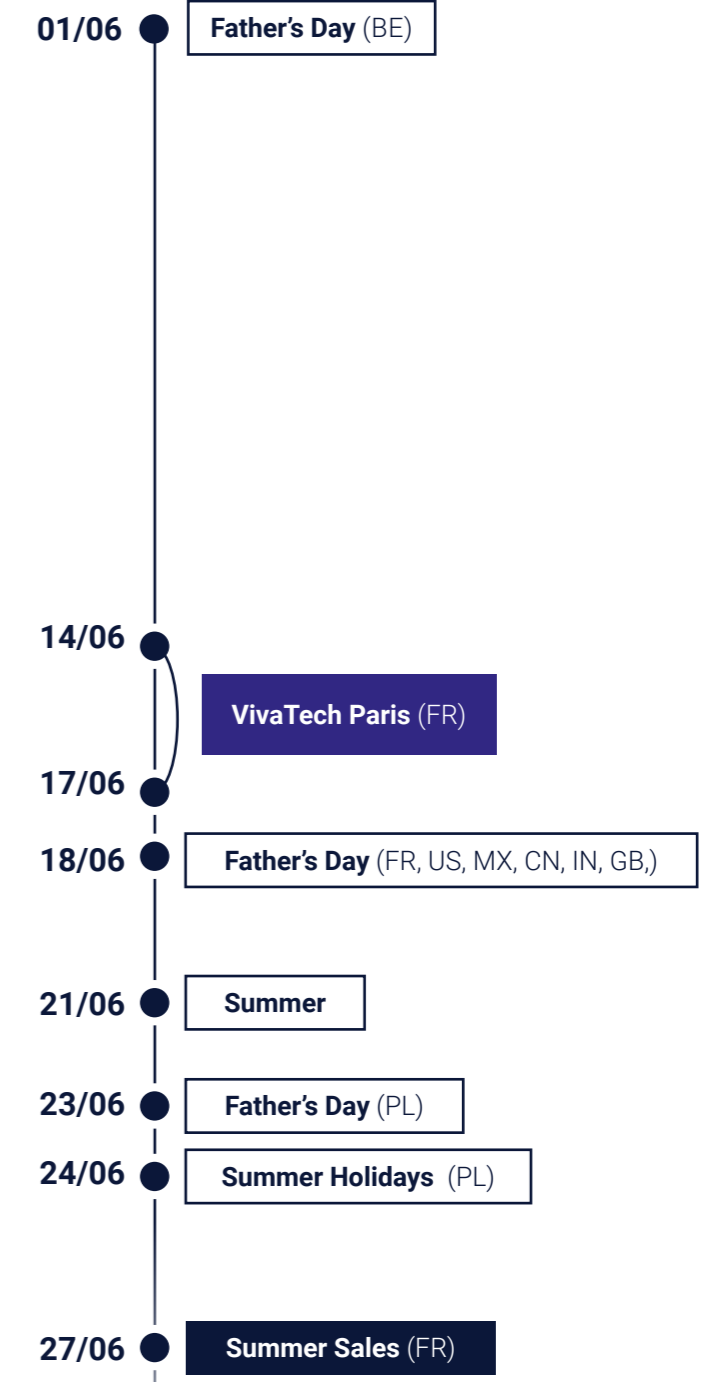 01/06 Father’s Day (BE)
14/06
VivaTech Paris (FR)
17/06
18/06 Father’s Day (FR, US, MX, CN, IN, GB,)
21/06 Summer
23/06 Father’s Day (PL)
24/06 Summer Holidays (PL)
27/06 Summer Sales (FR)